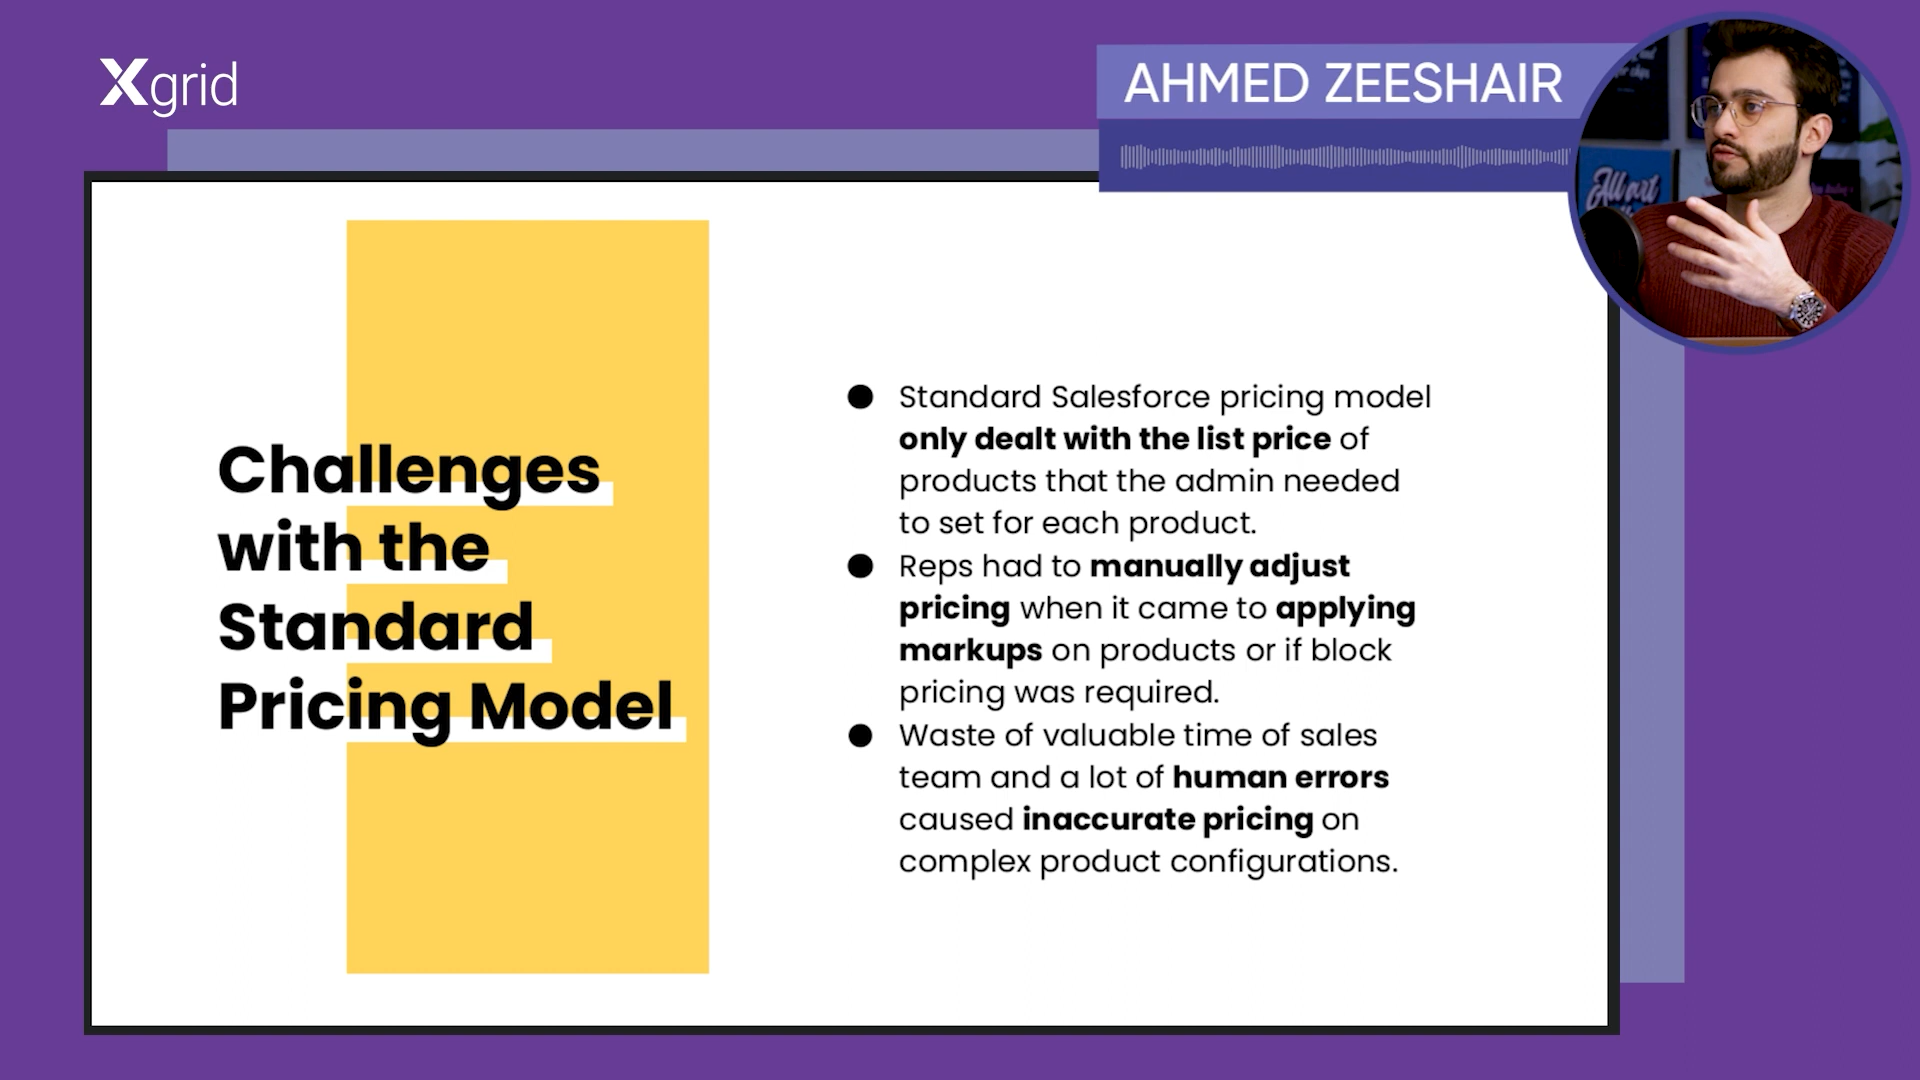 Xgrid
AHMED ZEESHAIR
All art
Challenges
with the
Standard
Pricing Model
● Standard Salesforce pricing model
only dealt with the list price of
products that the admin needed
to set for each product.
● Reps had to manually adjust
pricing when it came to applying
markups on products or if block
pricing was required.
● Waste of valuable time of sales
team and a lot of human errors
caused inaccurate pricing on
complex product configurations.